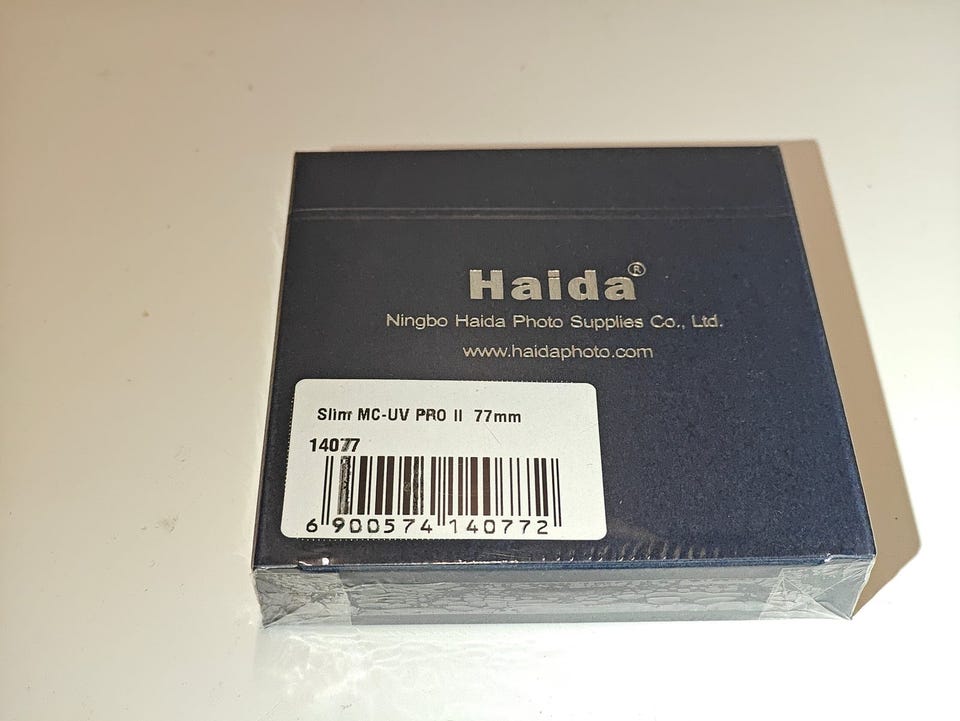 Haida®
Ningbo Haida Photo Supplies Co., Ltd.
www.haidaphoto.com
Slim MC-UV PRO II 77mm
14077
6 900574 140772